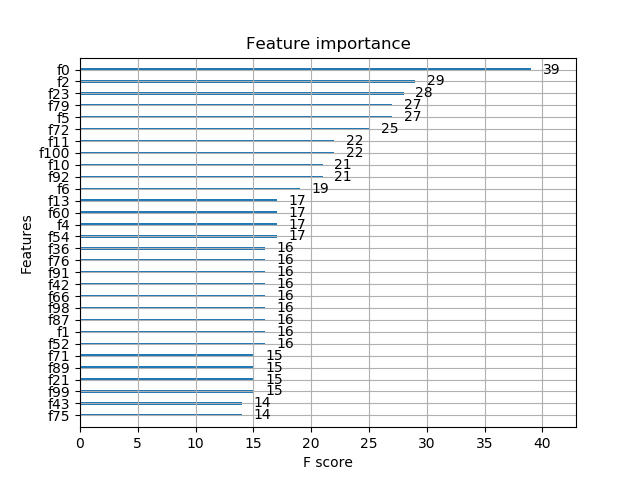 Feature importance
f0 39
f2 29
f23 28
f79 27
f5 27
f72 25
f11 22
f100 22
f10 21
f92 21
f6 19
f13 17
f60 17
f4 17
f54 17
f36 16
f76 16
f91 16
f42 16
f66 16
f98 16
f87 16
f1 16
f52 16
f71 15
f89 15
f21 15
f99 15
f43 14
f75 14
Features
0 5 10 15 20 25 30 35 40
F score